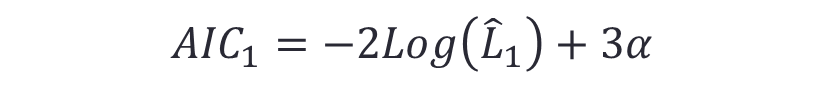 AIC₁ = −2Log(L̂₁) + 3α